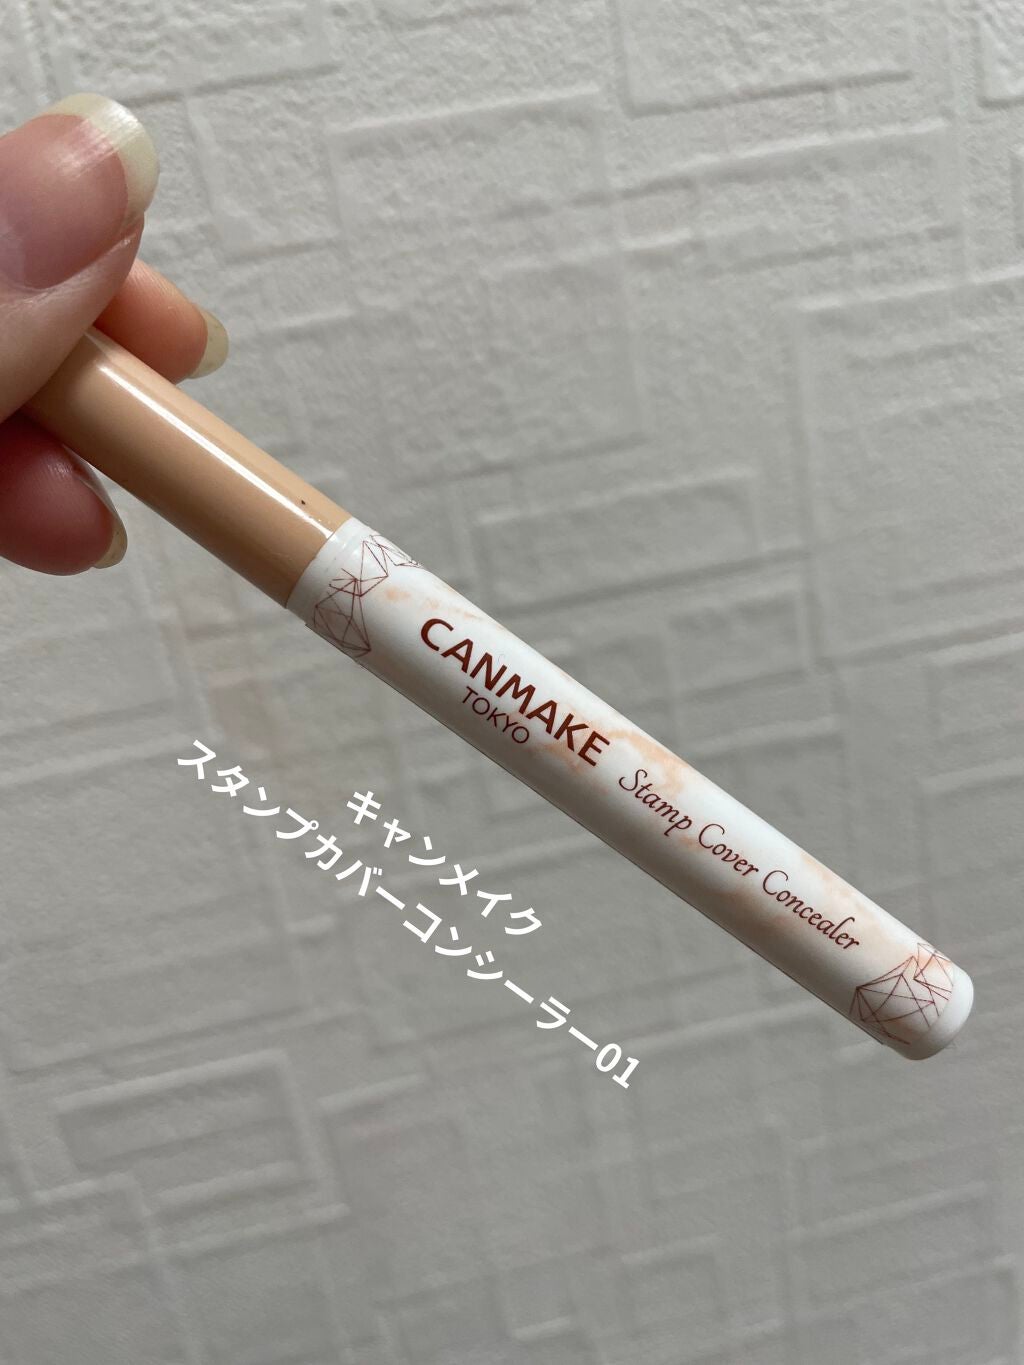 CANMAKE
TOKYO
Stamp Cover Concealer
キャンメイク
スタンプカバーコンシーラー01